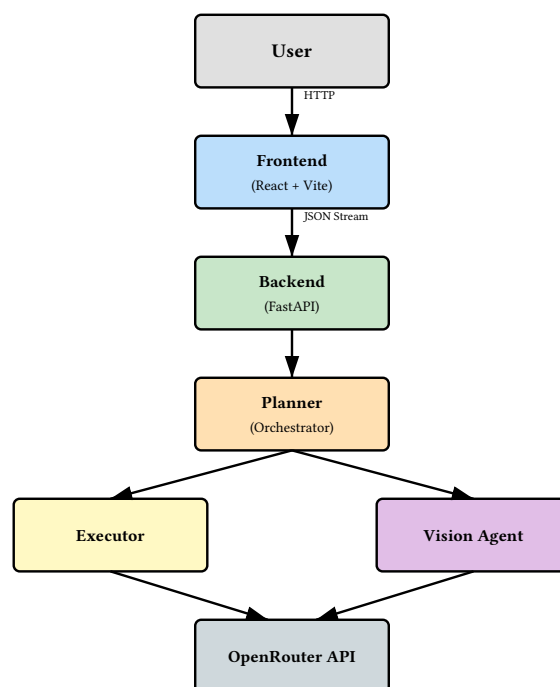 User
HTTP
Frontend
(React + Vite)
JSON Stream
Backend
(FastAPI)
Planner
(Orchestrator)
Executor
Vision Agent
OpenRouter API